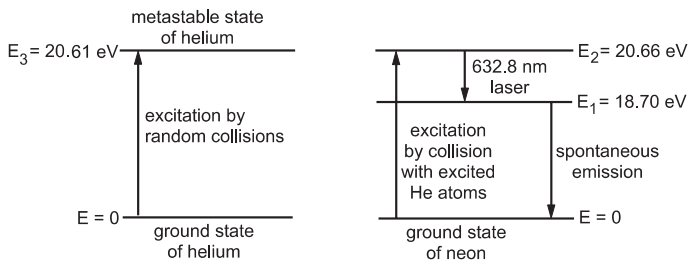 metastable state
of helium
E3 = 20.61 eV
excitation by
random collisions
E = 0
ground state
of helium
E2 = 20.66 eV
632.8 nm
laser
E1 = 18.70 eV
excitation
by collision
with excited
He atoms
spontaneous
emission
E = 0
ground state
of neon